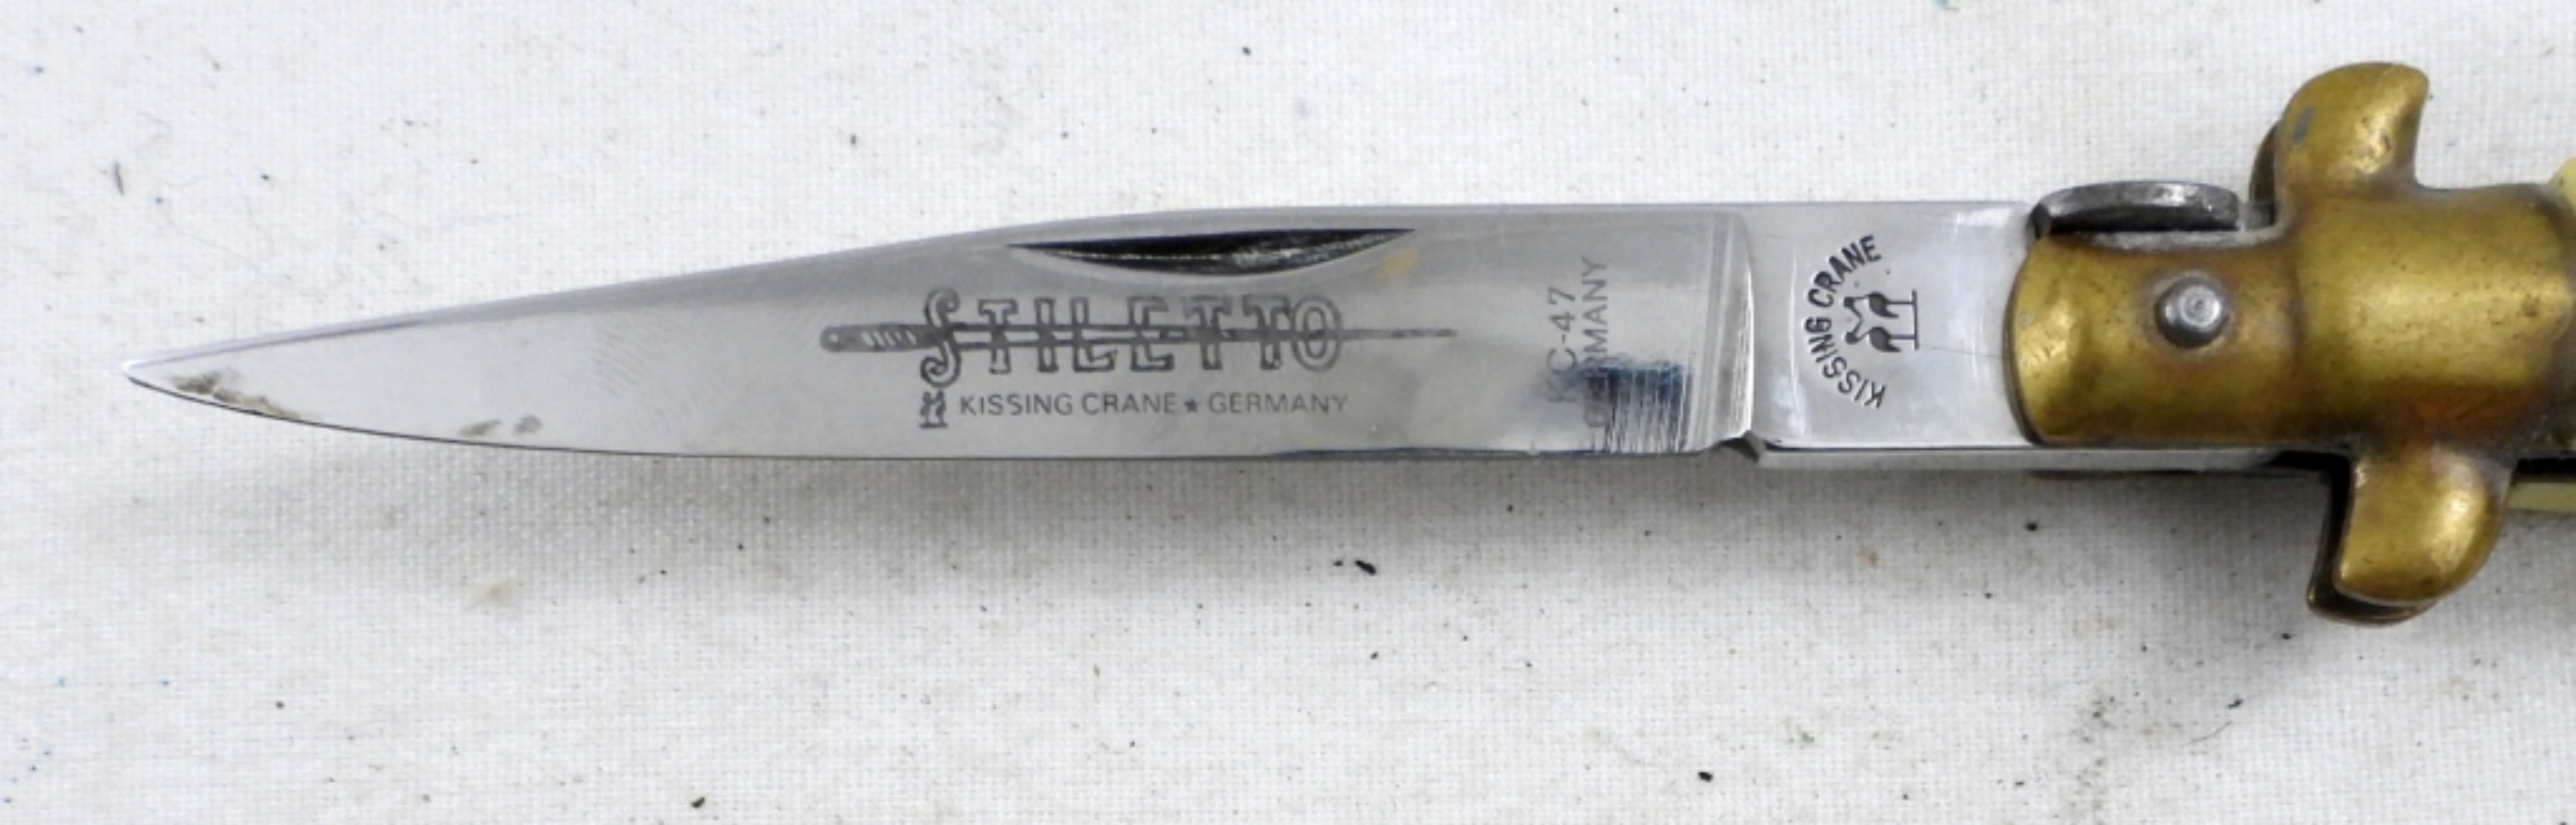 STILETTO
KISSING CRANE ★ GERMANY
KC-47
GERMANY
KISSING CRANE